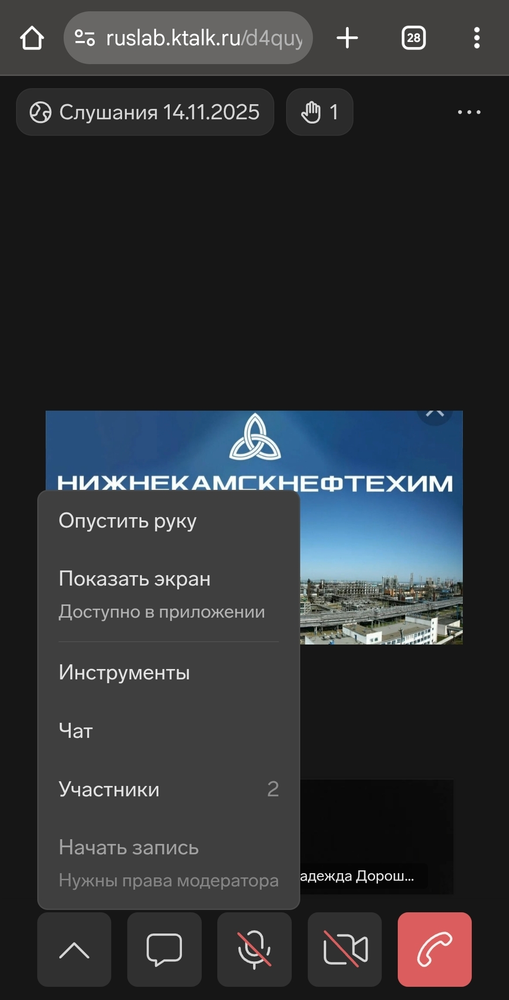 ruslab.ktalk.ru/d4quy
28
Слушания 14.11.2025
1
НИЖНЕКАМСКНЕФТЕХИМ
Опустить руку
Показать экран
Доступно в приложении
Инструменты
Чат
Участники 2
Начать запись
Нужны права модератора
адежда Дорош...